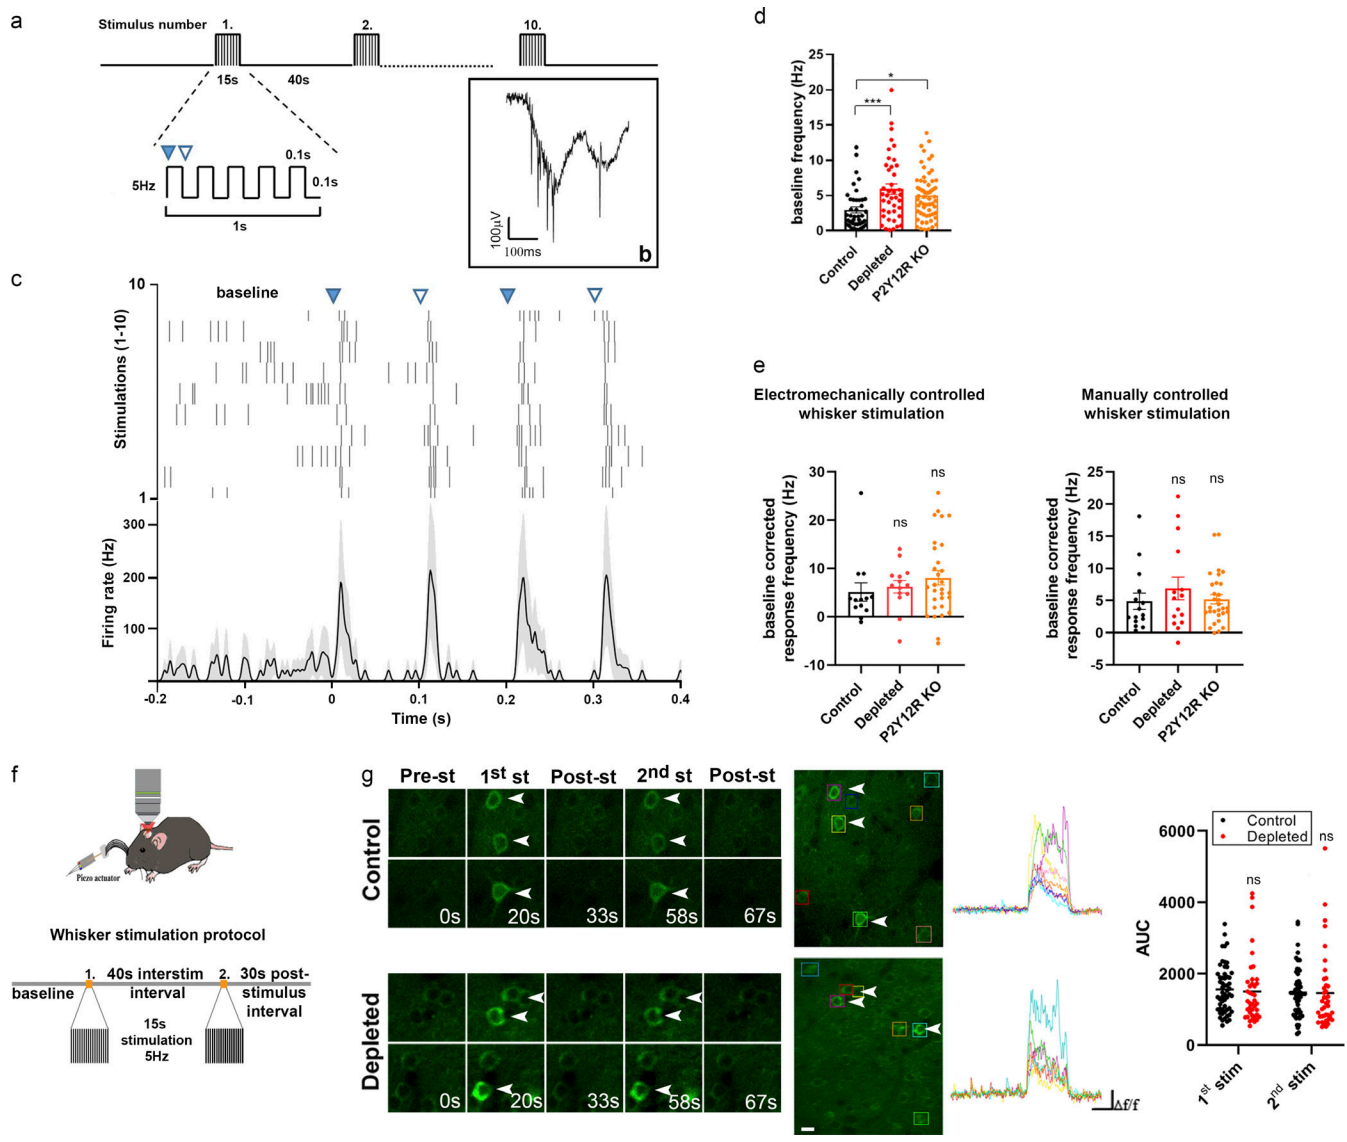 a
Stimulus number
1.
2.
10.
15s
40s
0.1s
5Hz
0.1s
1s
100µV
100ms
b
c
10
baseline
Stimulations (1-10)
1
300
200
100
Firing rate (Hz)
-0.2
-0.1
0
0.1
0.2
0.3
0.4
Time (s)
d
25
20
15
10
5
0
baseline frequency (Hz)
*
***
Control
Depleted
P2Y12R KO
e
Electromechanically controlled
whisker stimulation
30
20
10
0
-10
baseline corrected
response frequency (Hz)
ns
ns
Control
Depleted
P2Y12R KO
Manually controlled
whisker stimulation
25
20
15
10
5
0
-5
baseline corrected
response frequency (Hz)
ns
ns
Control
Depleted
P2Y12R KO
f
Piezo actuator
Whisker stimulation protocol
1.
40s interstim
2.
30s post-
baseline
interval
stimulus
interval
15s
stimulation
5Hz
g
Pre-st
1st st
Post-st
2nd st
Post-st
Control
0s
20s
33s
58s
67s
Depleted
0s
20s
33s
58s
67s
Δf/f
Control
Depleted
6000
4000
2000
0
AUC
ns
ns
1st stim
2nd stim